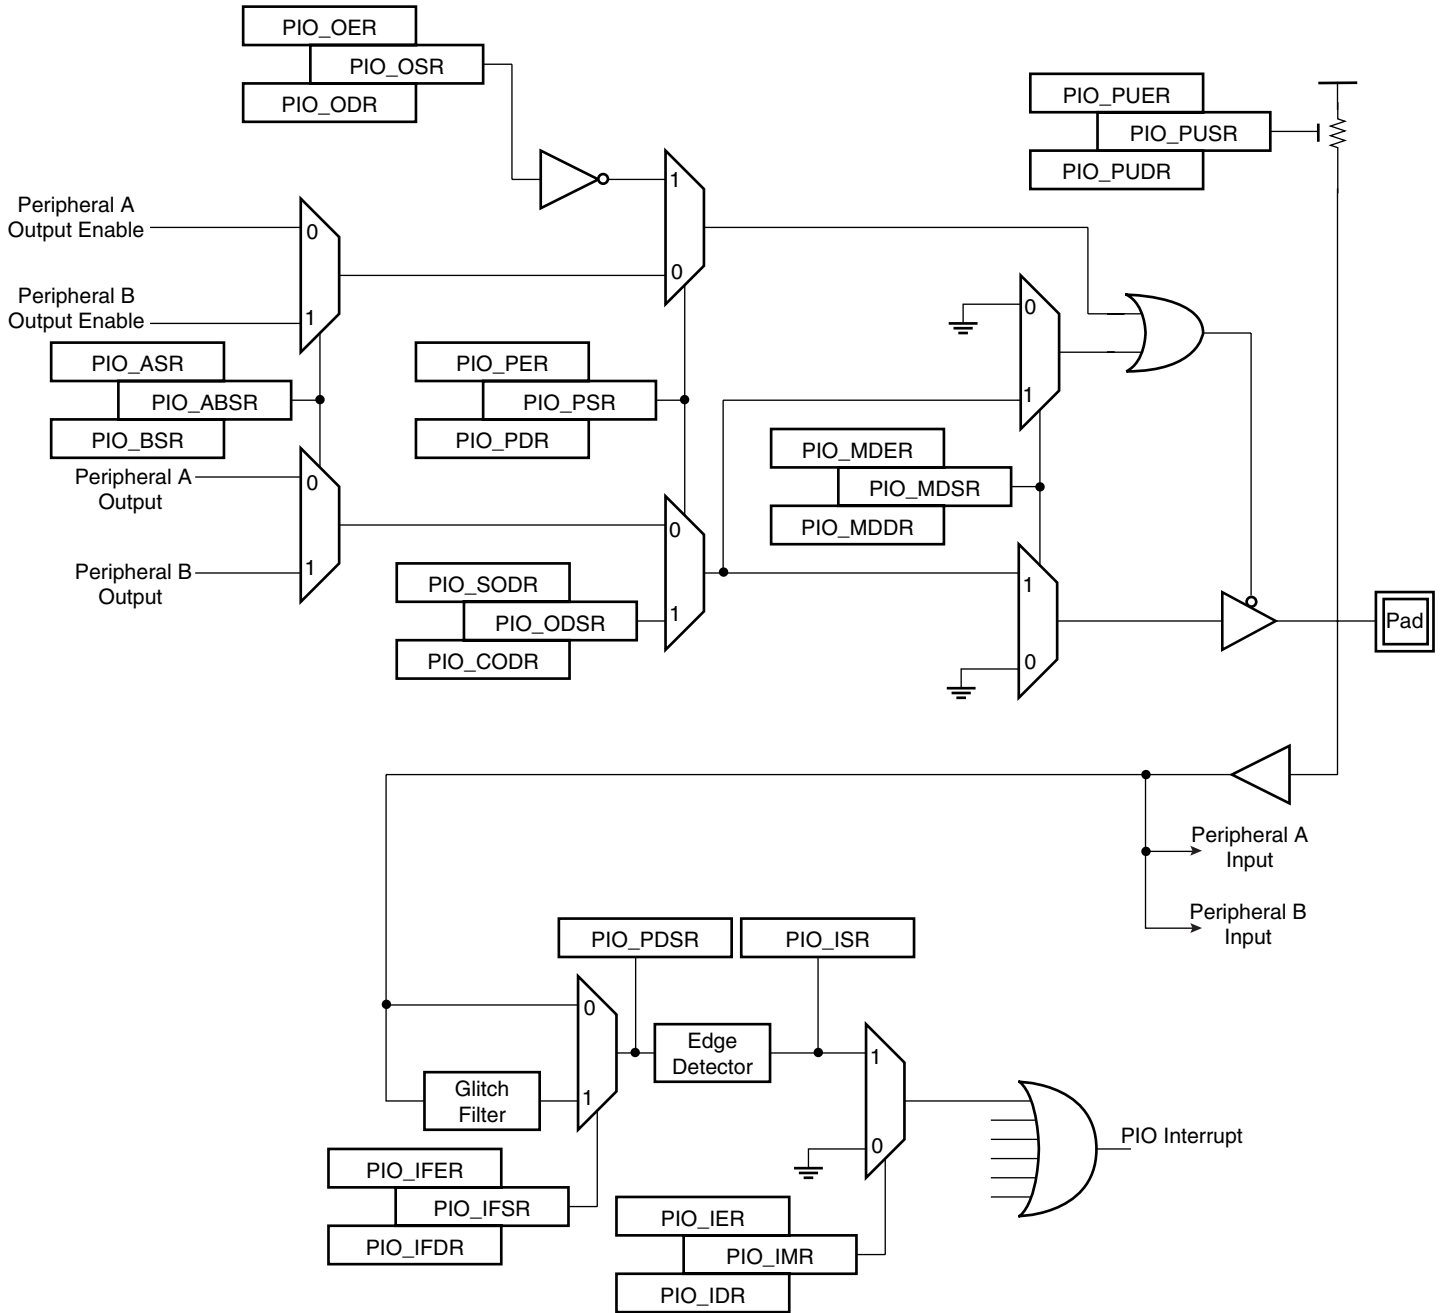 PIO_OER
PIO_OSR
PIO_ODR
1
0
Peripheral A
Output Enable
0
Peripheral B
Output Enable
1
PIO_ASR
PIO_ABSR
PIO_BSR
Peripheral A
Output
0
Peripheral B
Output
1
PIO_PER
PIO_PSR
PIO_PDR
0
1
PIO_SODR
PIO_ODSR
PIO_CODR
PIO_PUER
PIO_PUSR
PIO_PUDR
0
1
PIO_MDER
PIO_MDSR
PIO_MDDR
1
0
Pad
Peripheral A
Input
Peripheral B
Input
PIO_PDSR
PIO_ISR
0
1
Glitch
Filter
Edge
Detector
1
0
PIO Interrupt
PIO_IFER
PIO_IFSR
PIO_IFDR
PIO_IER
PIO_IMR
PIO_IDR